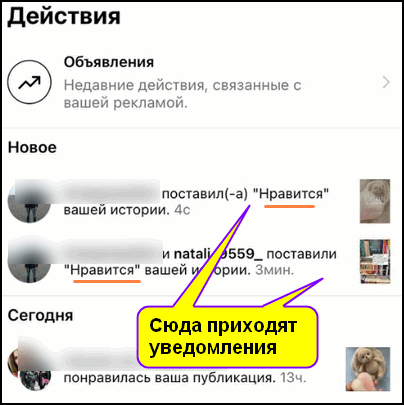 Действия
Объявления
Недавние действия, связанные с
вашей рекламой.
Новое
поставил(-а) "Нравится"
вашей истории. 4с
и natali 9559_ поставили
"Нравится" вашей истории. 3мин.
Сюда приходят
уведомления
Сегодня
понравилась ваша публикация. 13ч.